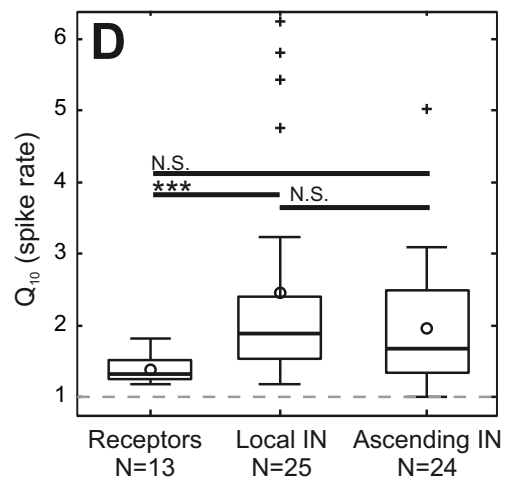 D
6
5
4
3
2
1
Q10 (spike rate)
N.S.
***
N.S.
Receptors Local IN Ascending IN
N=13 N=25 N=24